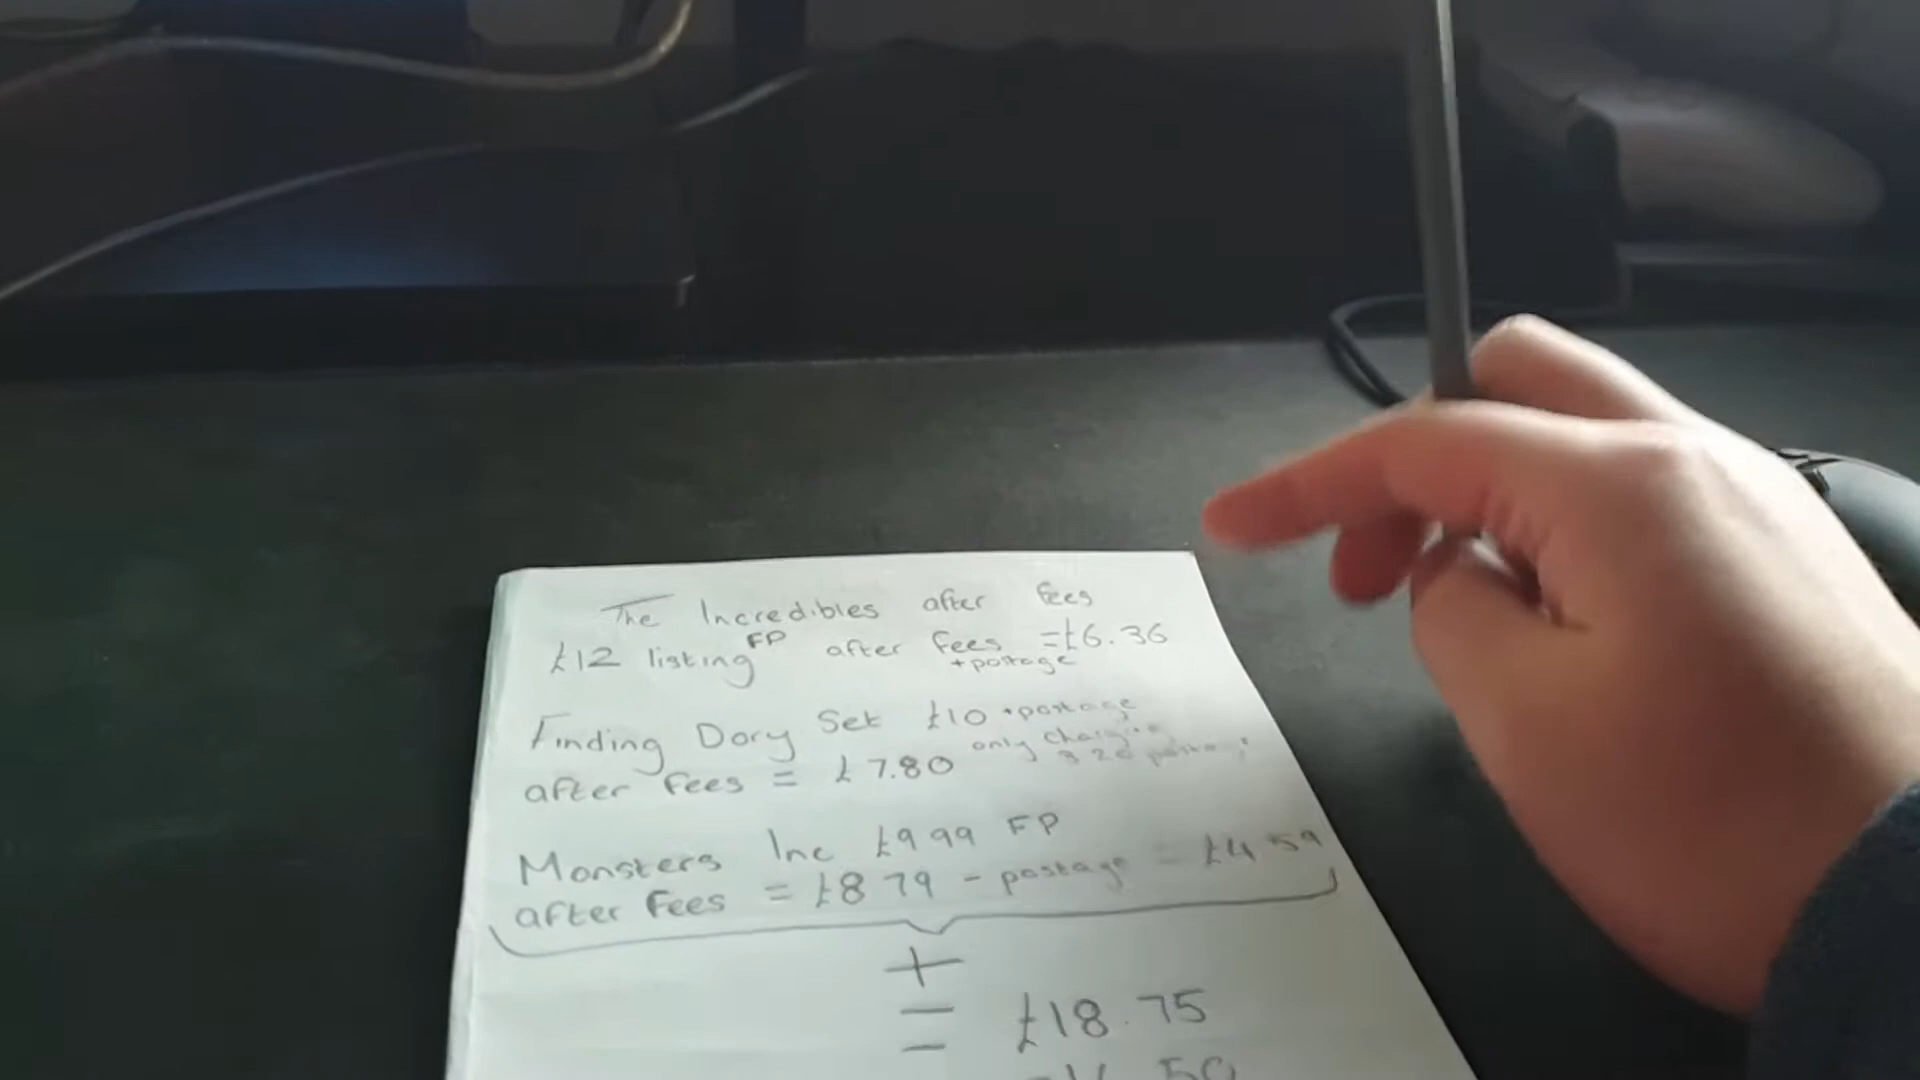 The Incredibles after fees
£12 listing FP after fees = £6.36
+ postage
Finding Dory Set £10 + postage
only charging
after fees = £7.80
Monsters Inc £9.99 FP
after fees = £8.79 - postage = £4.59
+
= £18.75
-